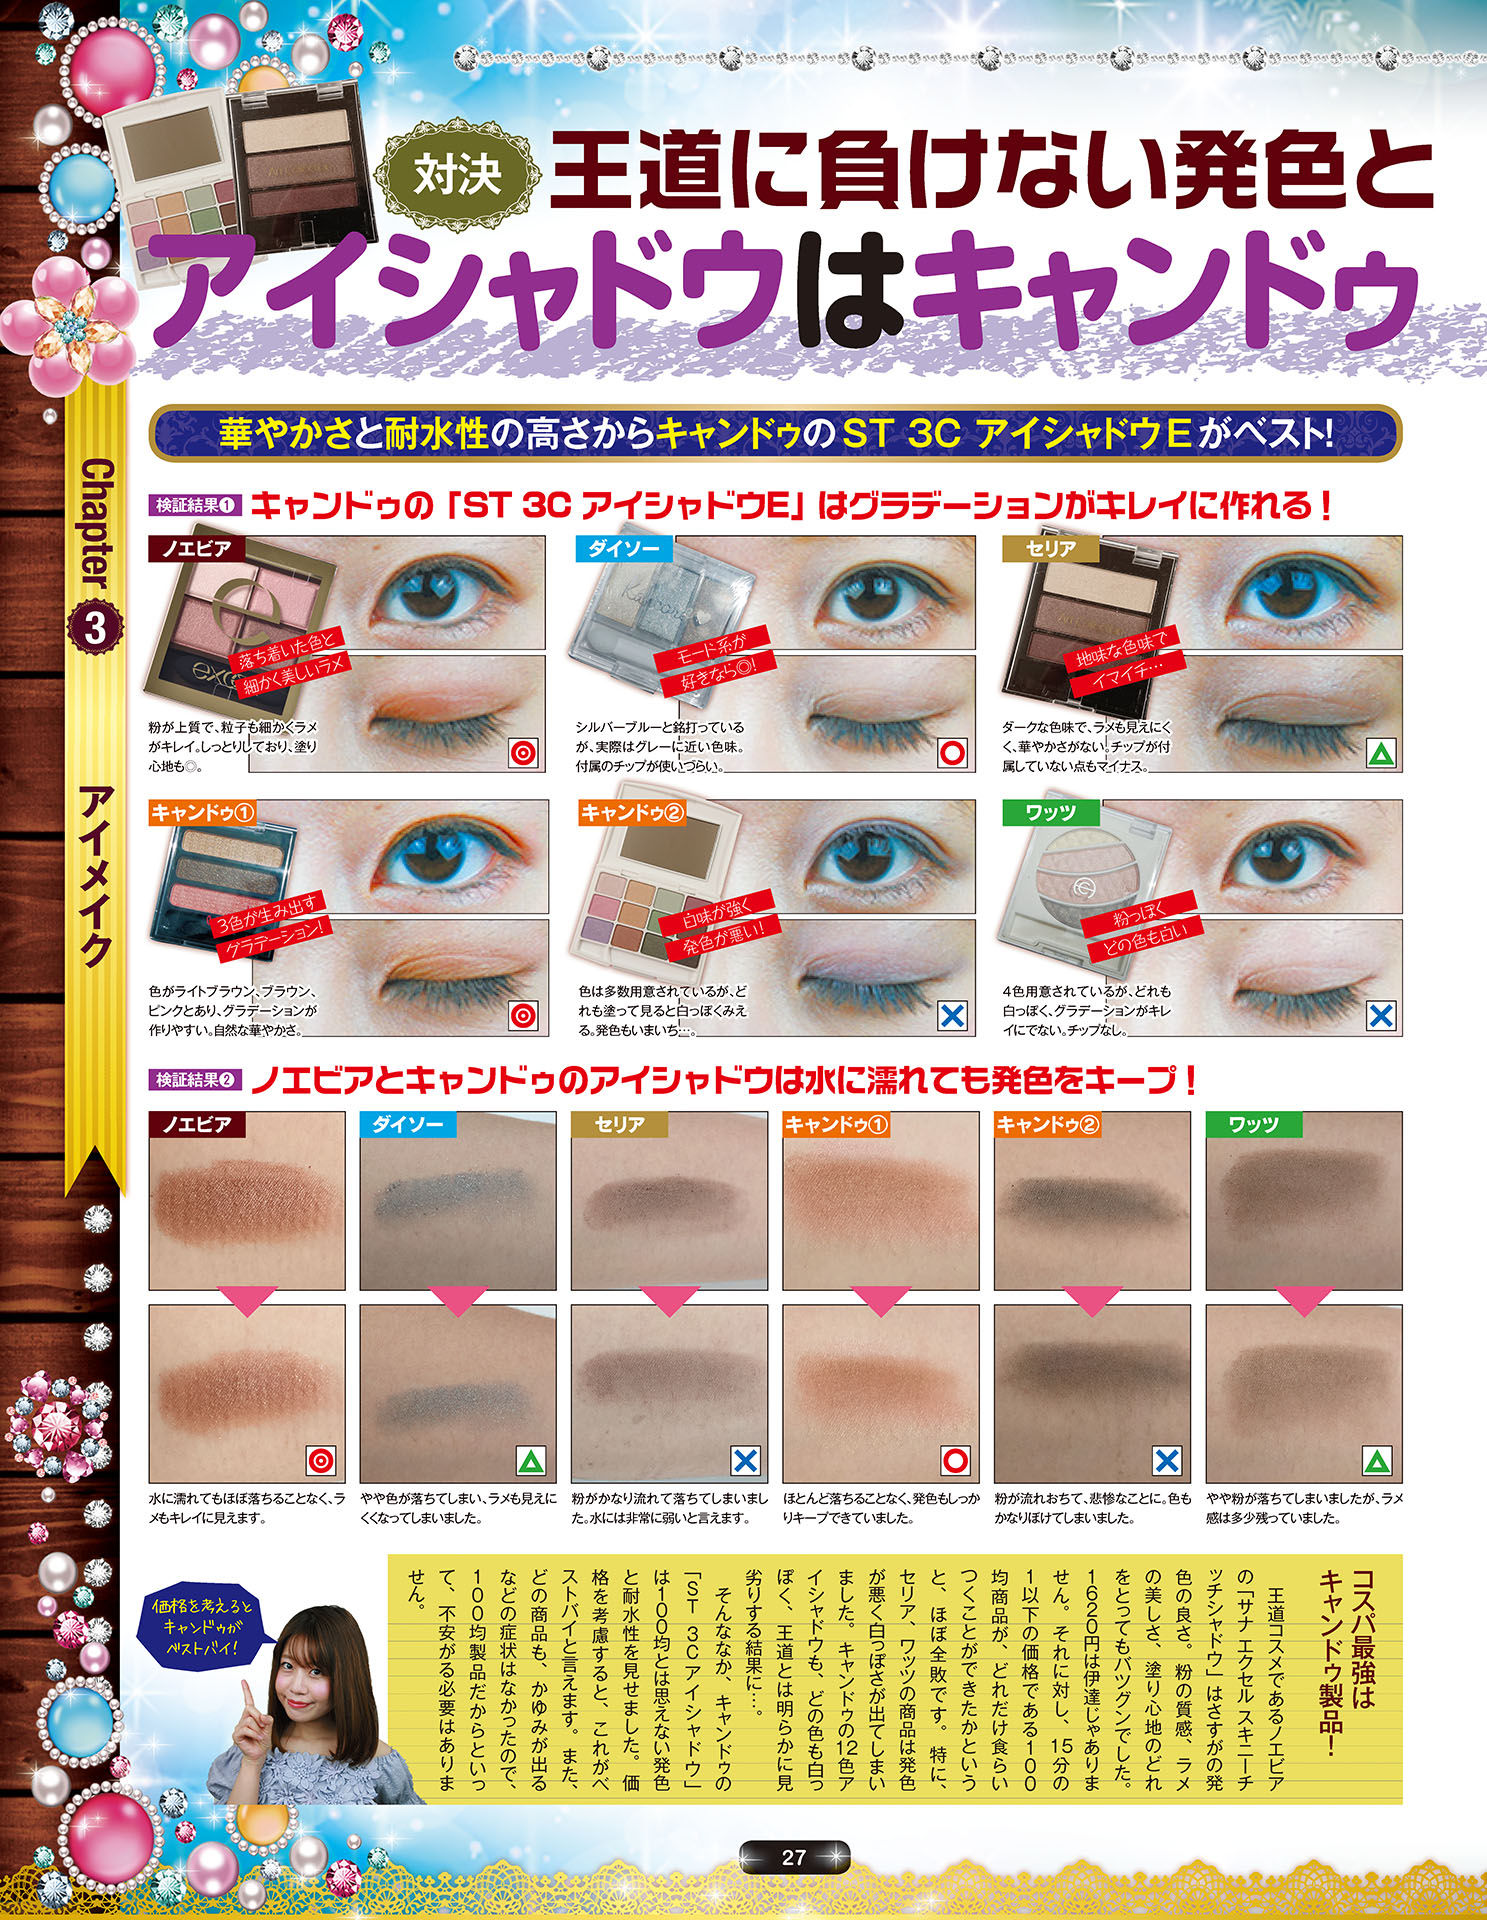 対決
王道に負けない発色と
アイシャドウはキャンドゥ
華やかさと耐水性の高さからキャンドゥのST 3C アイシャドウEがベスト!
Chapter
3
アイメイク
検証結果❶ キャンドゥの「ST 3C アイシャドウE」はグラデーションがキレイに作れる!
ノエビア
落ち着いた色と
細かく美しいラメ
粉が上質で、粒子も細かくラメ
がキレイ。しっとりしており、塗り
心地も◎。
ダイソー
モード系が
好きなら◎!
シルバーブルーと銘打っている
が、実際はグレーに近い色味。
付属のチップが使いづらい。
セリア
地味な色味で
イマイチ…
ダークな色味で、ラメも見えにく
く、華やかさがない。チップが付
属していない点もマイナス。
キャンドゥ①
3色が生み出す
グラデーション!
色がライトブラウン、ブラウン、
ピンクとあり、グラデーションが
作りやすい。自然な華やかさ。
キャンドゥ②
白味が強く
発色が悪い!
色は多数用意されているが、ど
れも塗って見ると白っぽくみえ
る。発色もいまいち…。
ワッツ
粉っぽく
どの色も白い
4色用意されているが、どれも
白っぽく、グラデーションがキレ
イにでない。チップなし。
検証結果❷ ノエビアとキャンドゥのアイシャドウは水に濡れても発色をキープ!
ノエビア
水に濡れてもほぼ落ちることなく、ラ
メもキレイに見えます。
ダイソー
やや色が落ちてしまい、ラメも見えに
くくなってしまいました。
セリア
粉がかなり流れて落ちてしまいまし
た。水には非常に弱いと言えます。
キャンドゥ①
ほとんど落ちることなく、発色もしっか
りキープできていました。
キャンドゥ②
粉が流れおちて、悲惨なことに。色も
かなりぼけてしまいました。
ワッツ
やや粉が落ちてしまいましたが、ラメ
感は多少残っていました。
コスパ最強は
キャンドゥ製品!
王道コスメであるノエビア
の「サナ エクセル スキニーチ
ッチシャドウ」はさすがの発
色の良さ。粉の質感、ラメ
の美しさ、塗り心地のどれ
をとってもバツグンでした。
1620円は伊達じゃありま
せん。それに対し、15分の
1以下の価格である100
均商品が、どれだけ食らい
つくことができたかという
と、ほぼ全敗です。特に、
セリア、ワッツの商品は発色
が悪く白っぽさが出てしまい
ました。キャンドゥの12色ア
イシャドウも、どの色も白っ
ぽく、王道とは明らかに見
劣りする結果に…。
そんななか、キャンドゥの
「ST 3C アイシャドウ」
は100均とは思えない発色
と耐水性を見せました。価
格を考慮すると、これがベ
ストバイと言えます。また、
どの商品も、かゆみが出る
などの症状はなかったので、
100均製品だからといっ
て、不安がる必要はありま
せん。
価格を考えると
キャンドゥが
ベストバイ!
27